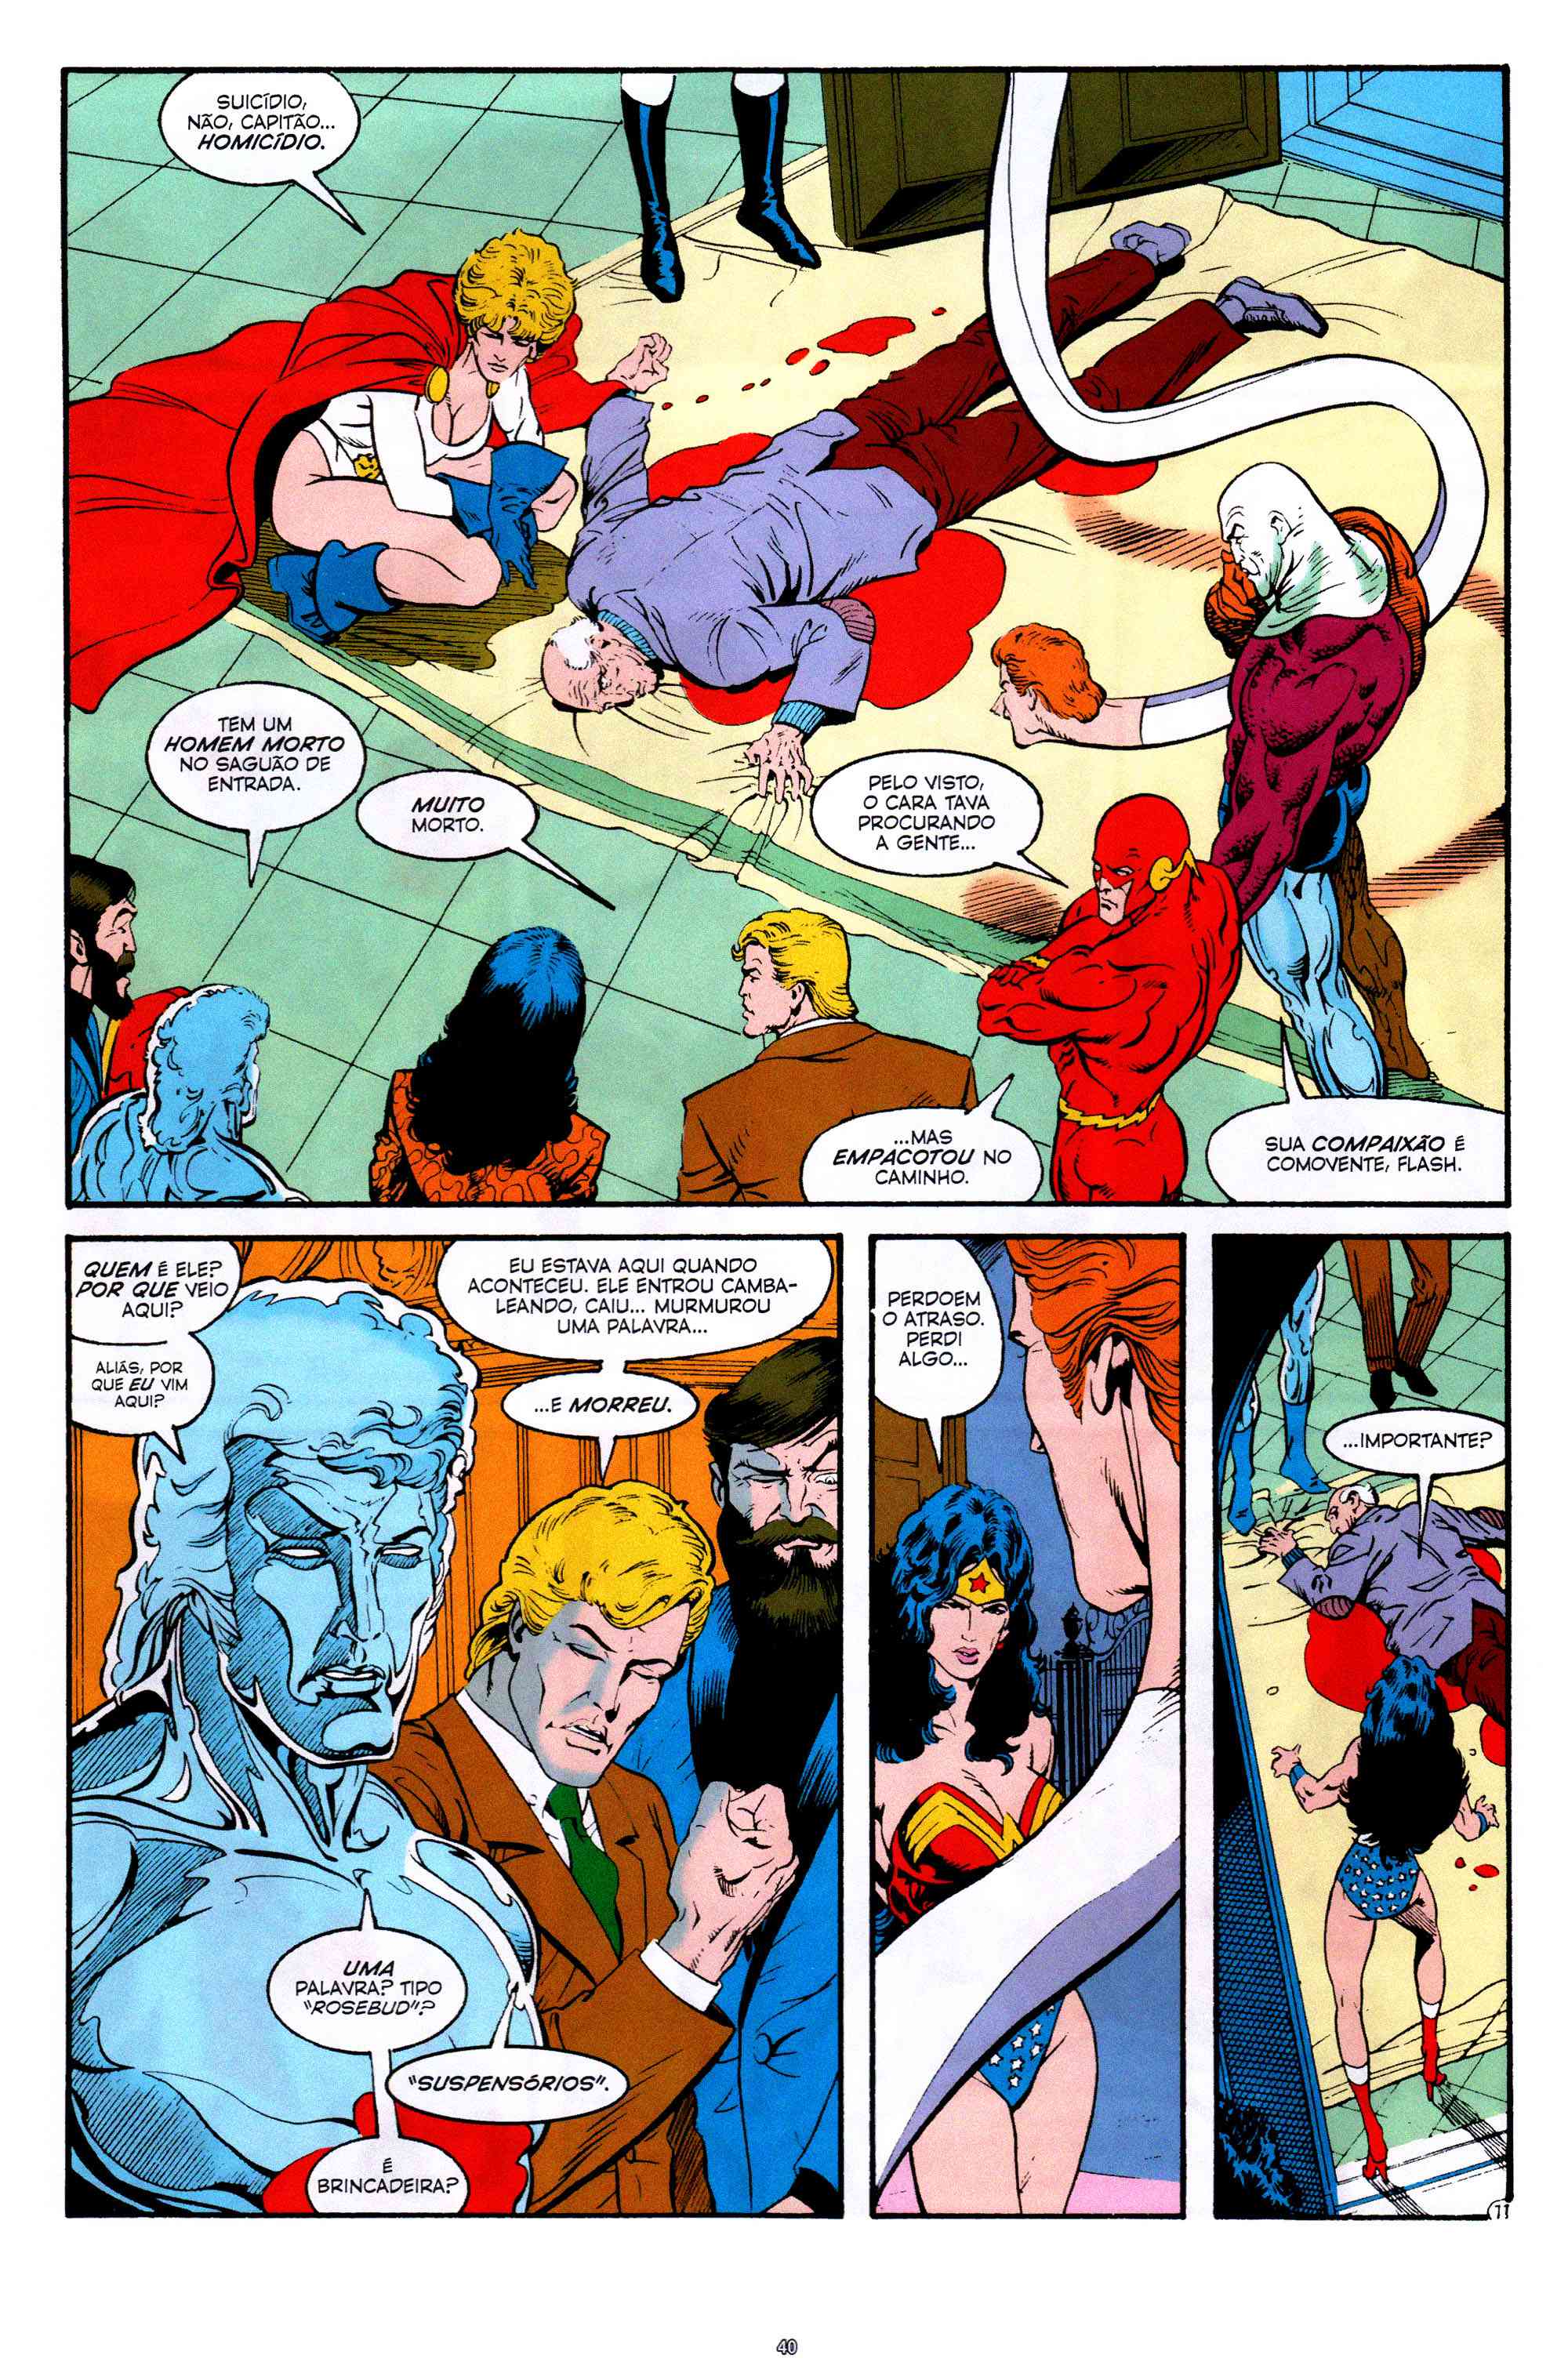 SUICÍDIO,
NÃO, CAPITÃO...
HOMICÍDIO.
TEM UM
HOMEM MORTO
NO SAGUÃO DE
ENTRADA.
MUITO
MORTO.
PELO VISTO,
O CARA TAVA
PROCURANDO
A GENTE...
...MAS
EMPACOTOU NO
CAMINHO.
SUA COMPAIXÃO É
COMOVENTE, FLASH.
QUEM É ELE?
POR QUE VEIO
AQUI?
ALIÁS, POR
QUE EU VIM
AQUI?
EU ESTAVA AQUI QUANDO
ACONTECEU. ELE ENTROU CAMBA-
LEANDO, CAIU... MURMUROU
UMA PALAVRA...
...E MORREU.
UMA
PALAVRA? TIPO
"ROSEBUD"?
"SUSPENSÓRIOS".
É
BRINCADEIRA?
PERDOEM
O ATRASO.
PERDI
ALGO...
...IMPORTANTE?
11
40